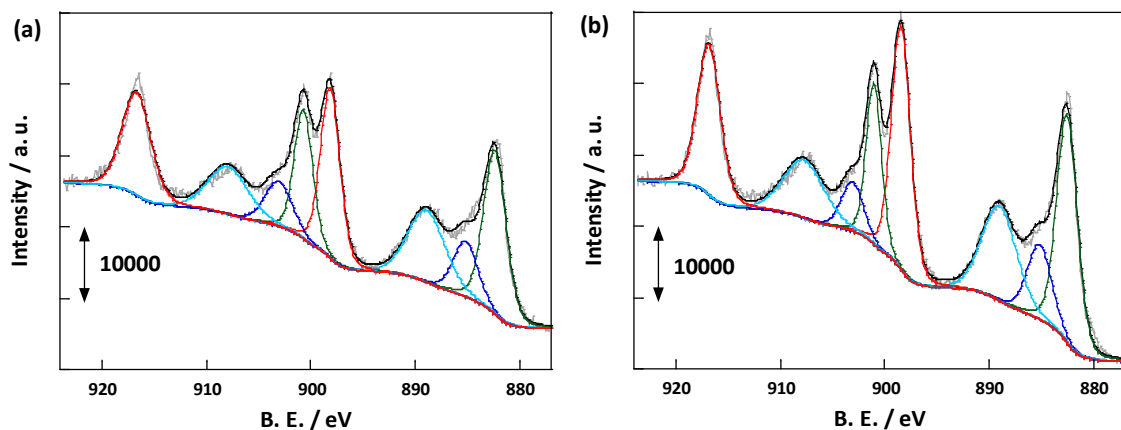 (a)
Intensity / a. u.
10000
920 910 900 890 880
B. E. / eV
(b)
Intensity / a. u.
10000
920 910 900 890 880
B. E. / eV